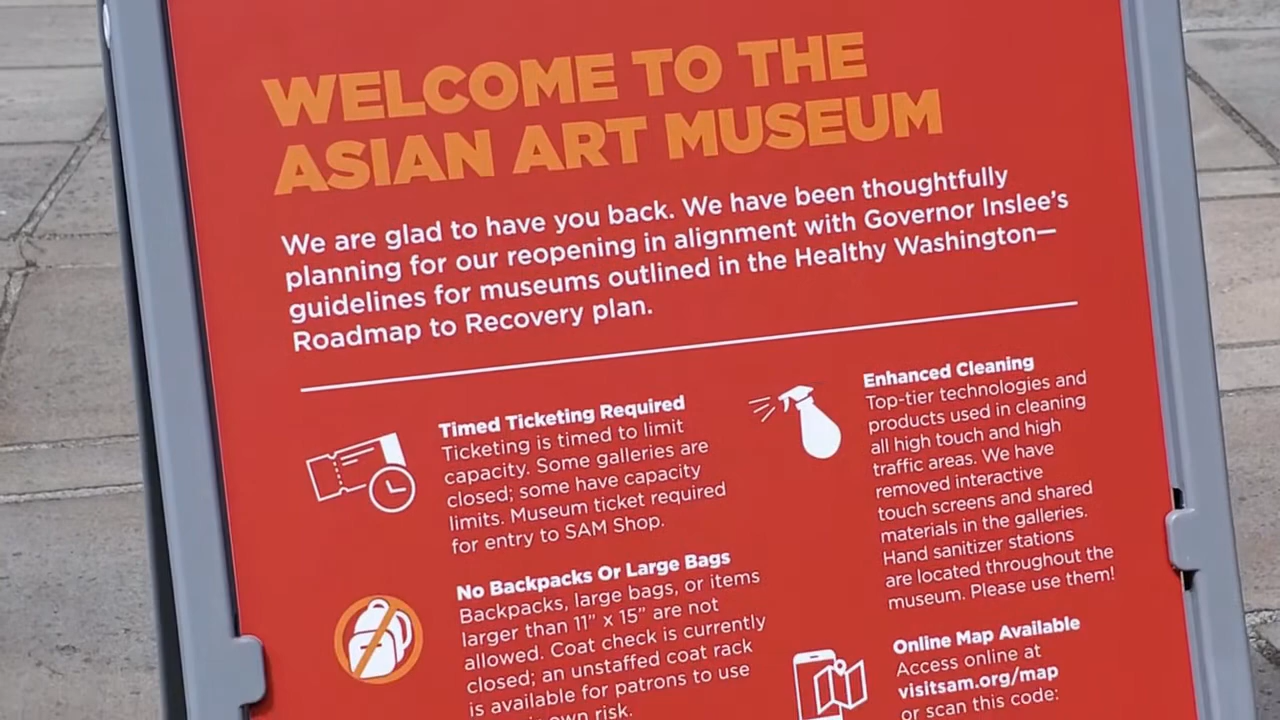 WELCOME TO THE
ASIAN ART MUSEUM
We are glad to have you back. We have been thoughtfully
planning for our reopening in alignment with Governor Inslee's
guidelines for museums outlined in the Healthy Washington—
Roadmap to Recovery plan.
Timed Ticketing Required
Ticketing is timed to limit
capacity. Some galleries are
closed; some have capacity
limits. Museum ticket required
for entry to SAM Shop.
No Backpacks Or Large Bags
Backpacks, large bags, or items
larger than 11" x 15" are not
allowed. Coat check is currently
closed; an unstaffed coat rack
is available for patrons to use
own risk.
Enhanced Cleaning
Top-tier technologies and
products used in cleaning
all high touch and high
traffic areas. We have
removed interactive
touch screens and shared
materials in the galleries.
Hand sanitizer stations
are located throughout the
museum. Please use them!
Online Map Available
Access online at
visitsam.org/map
or scan this code: